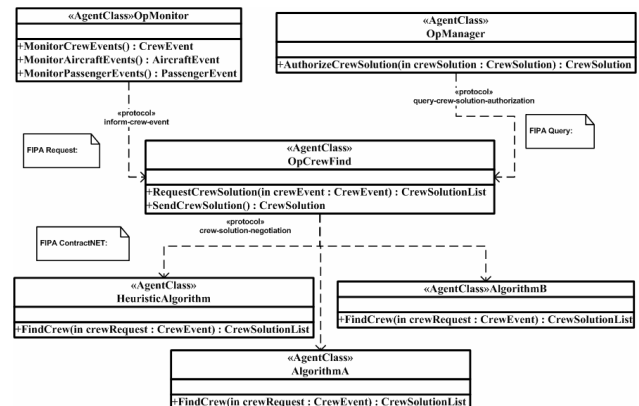 «AgentClass»OpMonitor
+MonitorCrewEvents() : CrewEvent
+MonitorAircraftEvents() : AircraftEvent
+MonitorPassengerEvents() : PassengerEvent
«AgentClass»
OpManager
+AuthorizeCrewSolution(in crewSolution : CrewSolution) : CrewSolution
«protocol»
inform-crew-event
«protocol»
query-crew-solution-authorization
FIPA Request:
FIPA Query:
«AgentClass»
OpCrewFind
+RequestCrewSolution(in crewEvent : CrewEvent) : CrewSolutionList
+SendCrewSolution() : CrewSolution
«protocol»
crew-solution-negotiation
FIPA ContractNET:
«AgentClass»
HeuristicAlgorithm
+FindCrew(in crewRequest : CrewEvent) : CrewSolutionList
«AgentClass»AlgorithmB
+FindCrew(in crewRequest : CrewEvent) : CrewSolutionList
«AgentClass»
AlgorithmA
+FindCrew(in crewRequest : CrewEvent) : CrewSolutionList